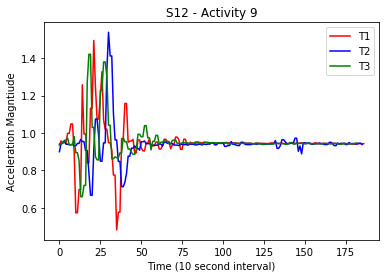 S12 - Activity 9
T1
T2
T3
Acceleration Magntiude
1.4
1.2
1.0
0.8
0.6
0 25 50 75 100 125 150 175
Time (10 second interval)